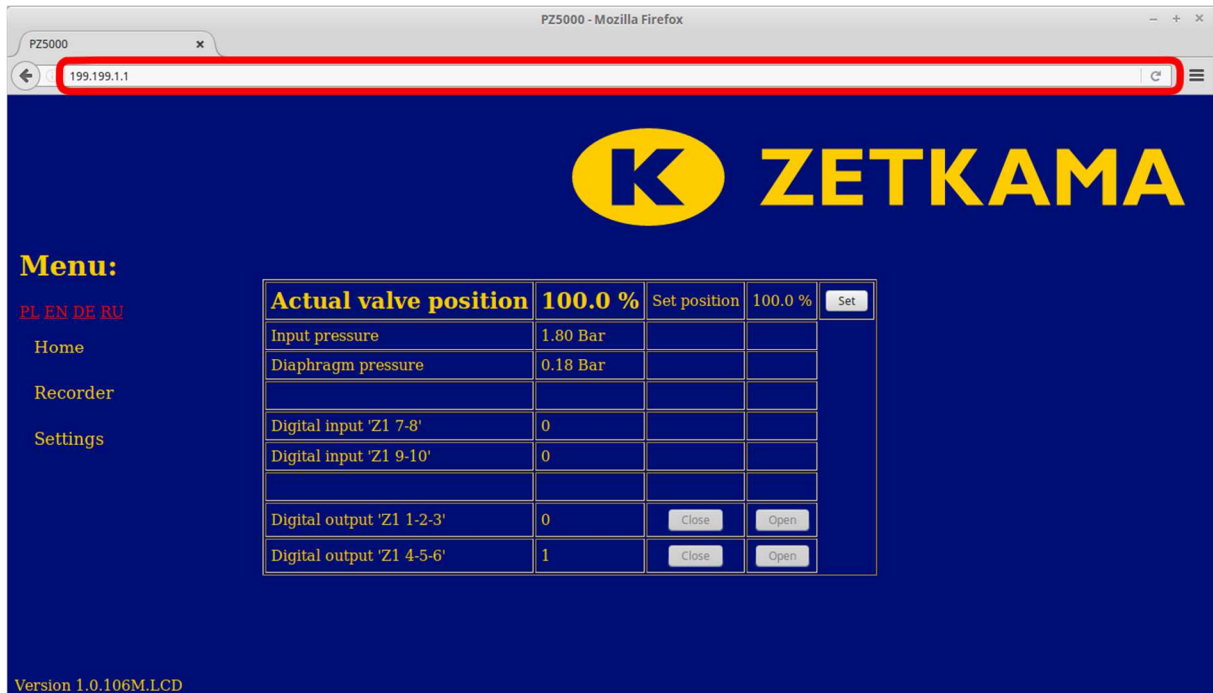 PZ5000 - Mozilla Firefox
PZ5000
199.199.1.1
K ZETKAMA
Menu:
PL EN DE RU
Home
Recorder
Settings
Actual valve position 100.0 % Set position 100.0 % Set
Input pressure 1.80 Bar
Diaphragm pressure 0.18 Bar
Digital input 'Z1 7-8' 0
Digital input 'Z1 9-10' 0
Digital output 'Z1 1-2-3' 0 Close Open
Digital output 'Z1 4-5-6' 1 Close Open
Version 1.0.106M.LCD